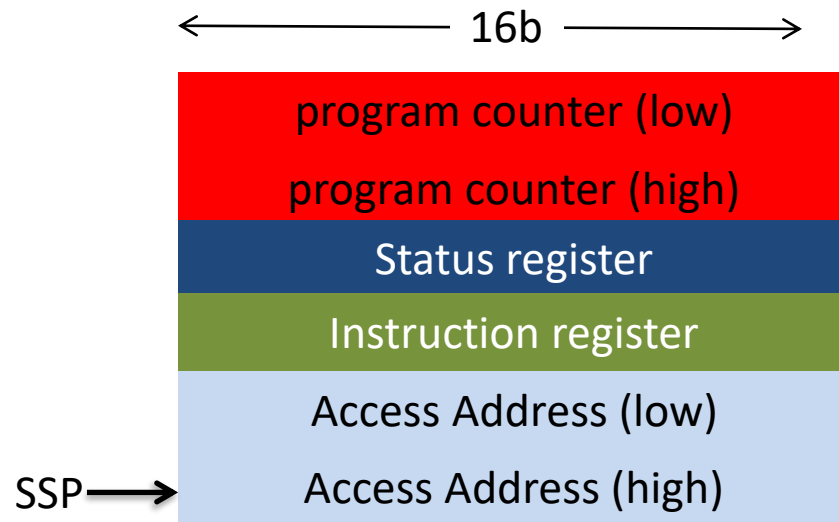 16b
program counter (low)
program counter (high)
Status register
Instruction register
Access Address (low)
SSP Access Address (high)